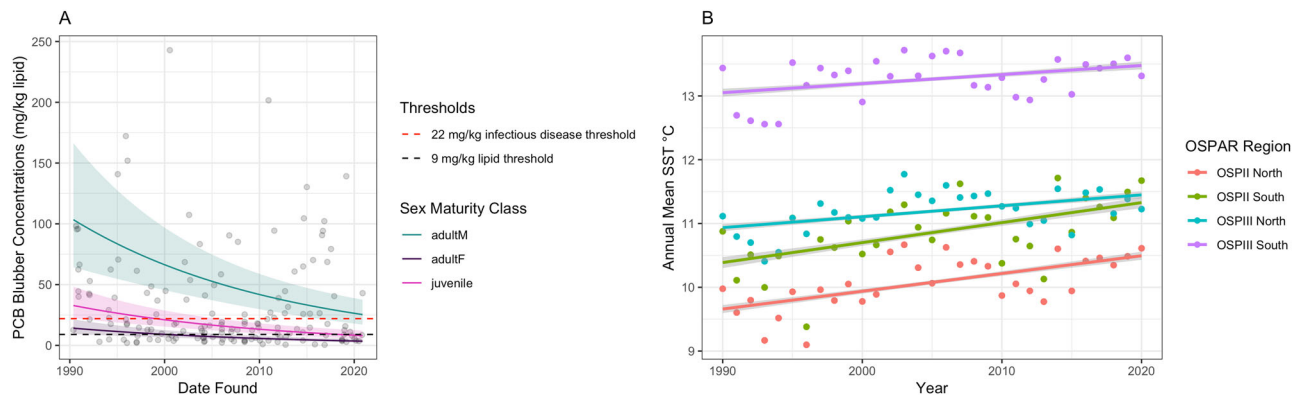 A
PCB Blubber Concentrations (mg/kg lipid)
250
200
150
100
50
0
1990
2000
2010
2020
Date Found
Thresholds
22 mg/kg infectious disease threshold
9 mg/kg lipid threshold
Sex Maturity Class
adultM
adultF
juvenile
B
Annual Mean SST °C
13
12
11
10
9
1990
2000
2010
2020
Year
OSPAR Region
OSPII North
OSPII South
OSPIII North
OSPIII South